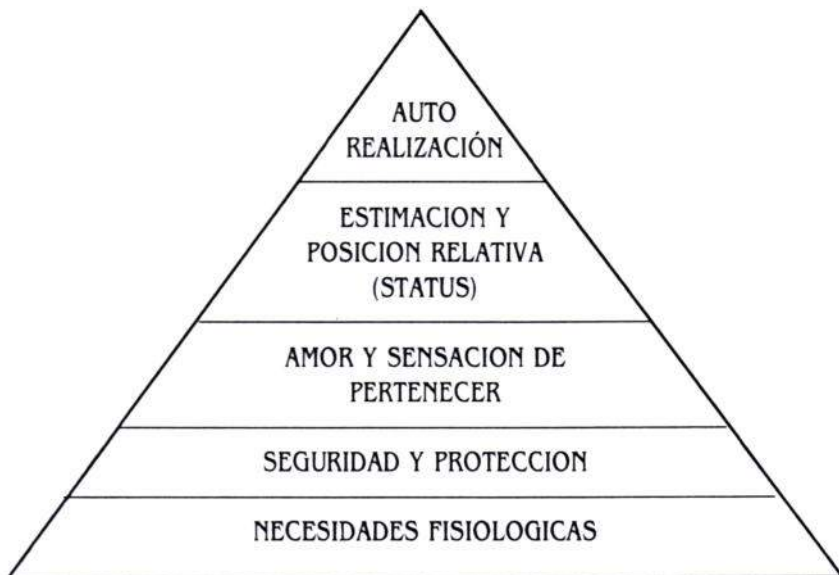 AUTO
REALIZACIÓN
ESTIMACION Y
POSICION RELATIVA
(STATUS)
AMOR Y SENSACION DE
PERTENECER
SEGURIDAD Y PROTECCION
NECESIDADES FISIOLOGICAS